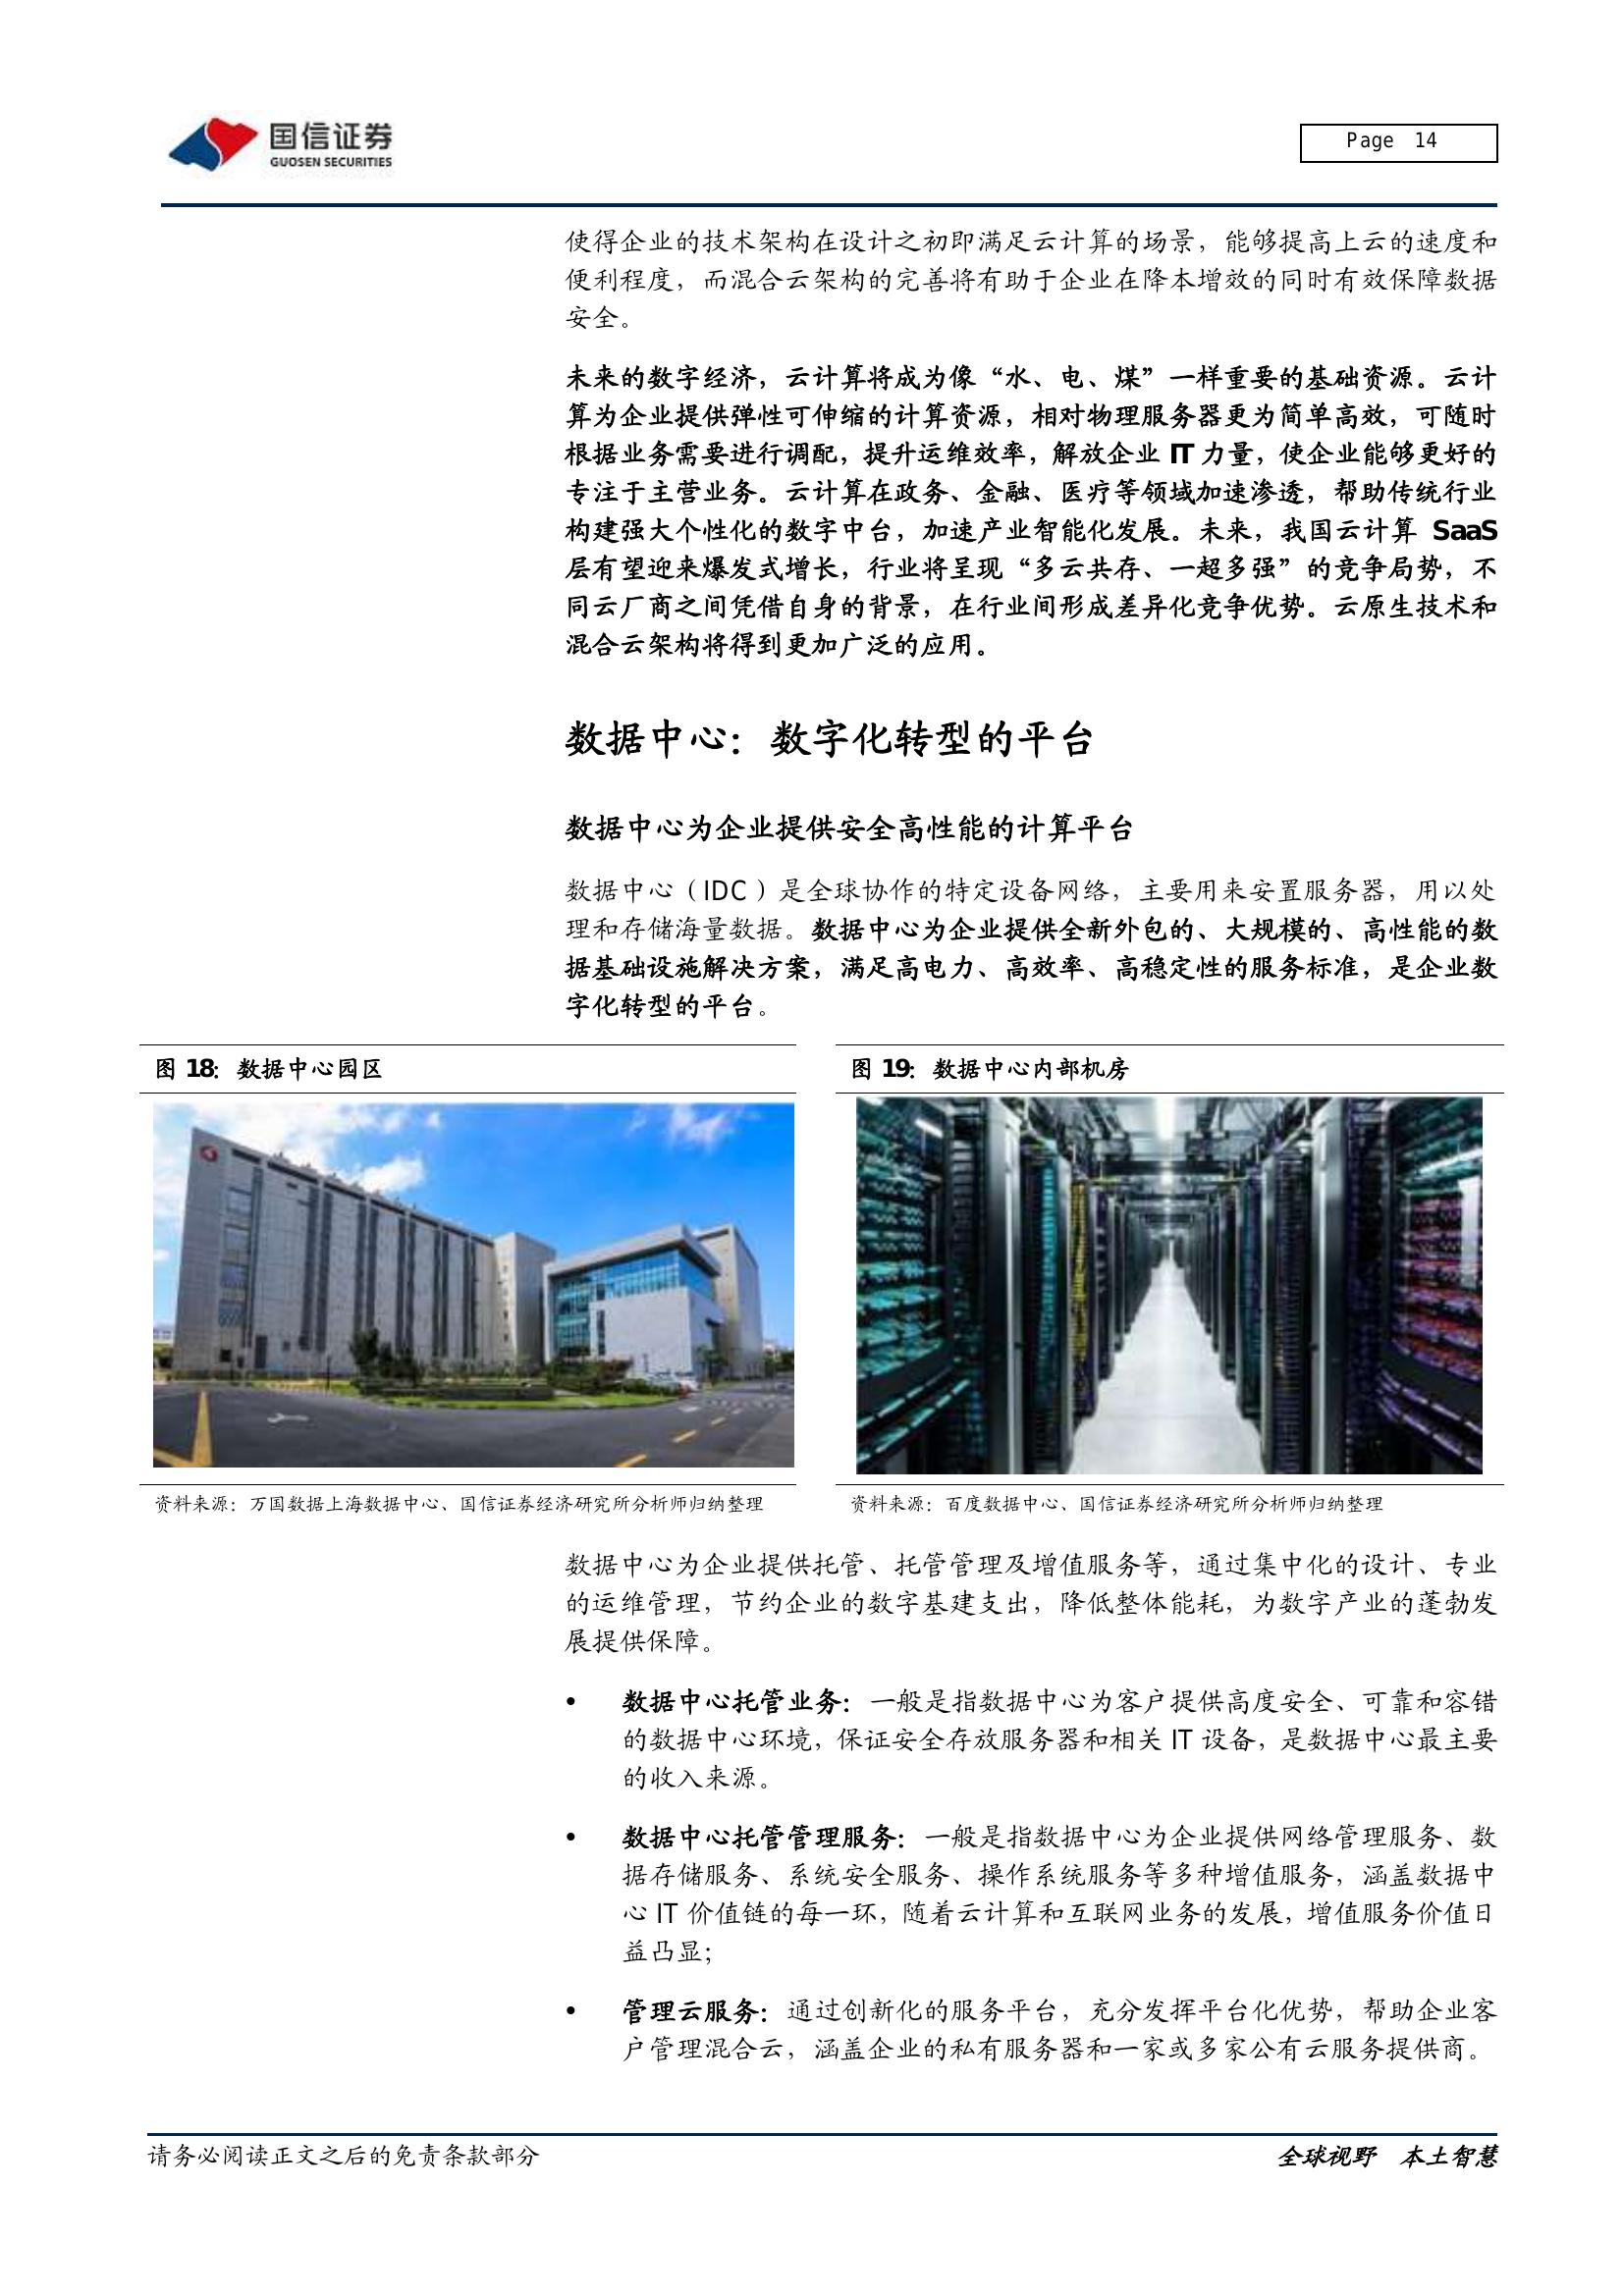 国信证券
GUOSEN SECURITIES
Page 14
使得企业的技术架构在设计之初即满足云计算的场景，能够提高上云的速度和
便利程度，而混合云架构的完善将有助于企业在降本增效的同时有效保障数据
安全。
未来的数字经济，云计算将成为像“水、电、煤”一样重要的基础资源。云计
算为企业提供弹性可伸缩的计算资源，相对物理服务器更为简单高效，可随时
根据业务需要进行调配，提升运维效率，解放企业 IT 力量，使企业能够更好的
专注于主营业务。云计算在政务、金融、医疗等领域加速渗透，帮助传统行业
构建强大个性化的数字中台，加速产业智能化发展。未来，我国云计算 SaaS
层有望迎来爆发式增长，行业将呈现“多云共存、一超多强”的竞争局势，不
同云厂商之间凭借自身的背景，在行业间形成差异化竞争优势。云原生技术和
混合云架构将得到更加广泛的应用。
数据中心：数字化转型的平台
数据中心为企业提供安全高性能的计算平台
数据中心（IDC）是全球协作的特定设备网络，主要用来安置服务器，用以处
理和存储海量数据。数据中心为企业提供全新外包的、大规模的、高性能的数
据基础设施解决方案，满足高电力、高效率、高稳定性的服务标准，是企业数
字化转型的平台。
图 18：数据中心园区
资料来源：万国数据上海数据中心、国信证券经济研究所分析师归纳整理
图 19：数据中心内部机房
资料来源：百度数据中心、国信证券经济研究所分析师归纳整理
数据中心为企业提供托管、托管管理及增值服务等，通过集中化的设计、专业
的运维管理，节约企业的数字基建支出，降低整体能耗，为数字产业的蓬勃发
展提供保障。
• 数据中心托管业务：一般是指数据中心为客户提供高度安全、可靠和容错
的数据中心环境，保证安全存放服务器和相关 IT 设备，是数据中心最主要
的收入来源。
• 数据中心托管管理服务：一般是指数据中心为企业提供网络管理服务、数
据存储服务、系统安全服务、操作系统服务等多种增值服务，涵盖数据中
心 IT 价值链的每一环，随着云计算和互联网业务的发展，增值服务价值日
益凸显；
• 管理云服务：通过创新化的服务平台，充分发挥平台化优势，帮助企业客
户管理混合云，涵盖企业的私有服务器和一家或多家公有云服务提供商。
请务必阅读正文之后的免责条款部分
全球视野 本土智慧